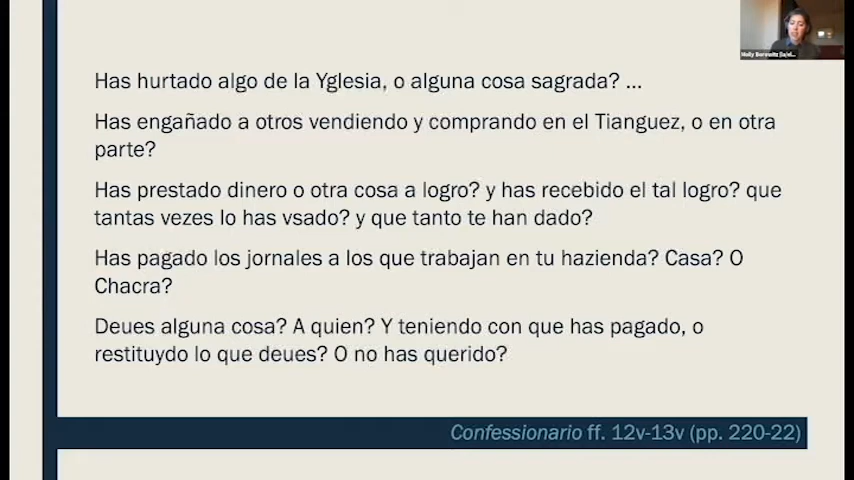 Has hurtado algo de la Yglesia, o alguna cosa sagrada? ...
Has engañado a otros vendiendo y comprando en el Tianguez, o en otra
parte?
Has prestado dinero o otra cosa a logro? y has recebido el tal logro? que
tantas vezes lo has vsado? y que tanto te han dado?
Has pagado los jornales a los que trabajan en tu hazienda? Casa? O
Chacra?
Deues alguna cosa? A quien? Y teniendo con que has pagado, o
restituydo lo que deues? O no has querido?
Confessionario ff. 12v-13v (pp. 220-22)